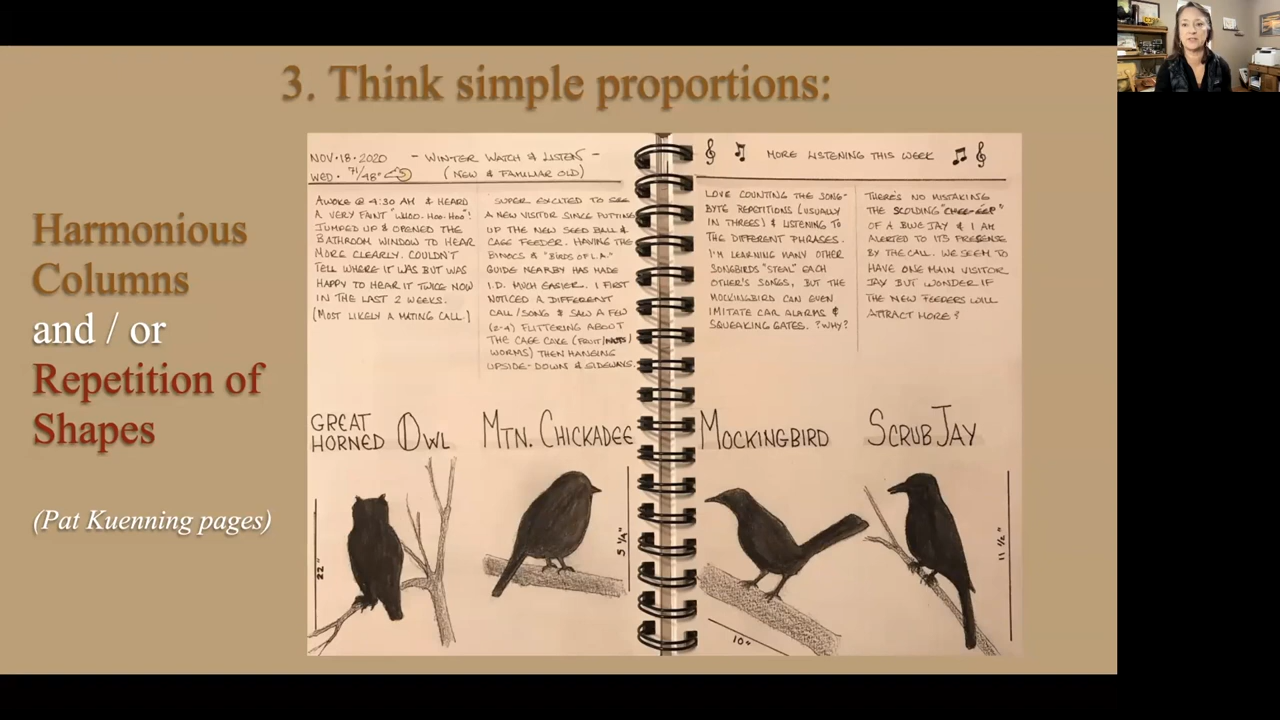 3. Think simple proportions:
Harmonious
Columns
and / or
Repetition of
Shapes
(Pat Kuenning pages)
NOV·18·2020 - WINTER WATCH & LISTEN -
WED· 71/48° (NEW & FAMILIAR OLD)
AWOKE @ 4:30 AM & HEARD
A VERY FAINT "WHOO-HOO-HOO"!
JUMPED UP & OPENED THE
BATHROOM WINDOW TO HEAR
MORE CLEARLY. COULDN'T
TELL WHERE IT WAS BUT WAS
HAPPY TO HEAR IT TWICE NOW
IN THE LAST 2 WEEKS.
(MOST LIKELY A MATING CALL)
SUPER EXCITED TO SEE
A NEW VISITOR SINCE PUTTING
UP THE NEW SEED BALL &
CAGE FEEDER. HAVING THE
BINOCS & "BIRDS OF L.A."
GUIDE NEARBY HAS MADE
I.D. MUCH EASIER. I FIRST
NOTICED A DIFFERENT
CALL/SONG & SAW A FEW
(2-4) FLITTERING ABOUT
THE CAGE CAKE (FRUIT/NUTS/
WORMS) THEN HANGING
UPSIDE-DOWN & SIDEWAYS.
GREAT
HORNED OWL
MTN. CHICKADEE
22"
5 1/4"
MORE LISTENING THIS WEEK
LOVE COUNTING THE SONG-
BYTE REPETITIONS (USUALLY
IN THREES) & LISTENING TO
THE DIFFERENT PHRASES.
I'M LEARNING MANY OTHER
SONGBIRDS "STEAL" EACH
OTHER'S SONGS, BUT THE
MOCKINGBIRD CAN EVEN
IMITATE CAR ALARMS &
SQUEAKING GATES. ?WHY?
THERE'S NO MISTAKING
THE SCOLDING "CHEE-EEP"
OF A BLUE JAY & I AM
ALERTED TO ITS PRESENSE
BY THE CALL. WE SEEM TO
HAVE ONE MAIN VISITOR
JAY BUT WONDER IF
THE NEW FEEDERS WILL
ATTRACT MORE?
MOCKINGBIRD
SCRUB JAY
10"
11 1/2"